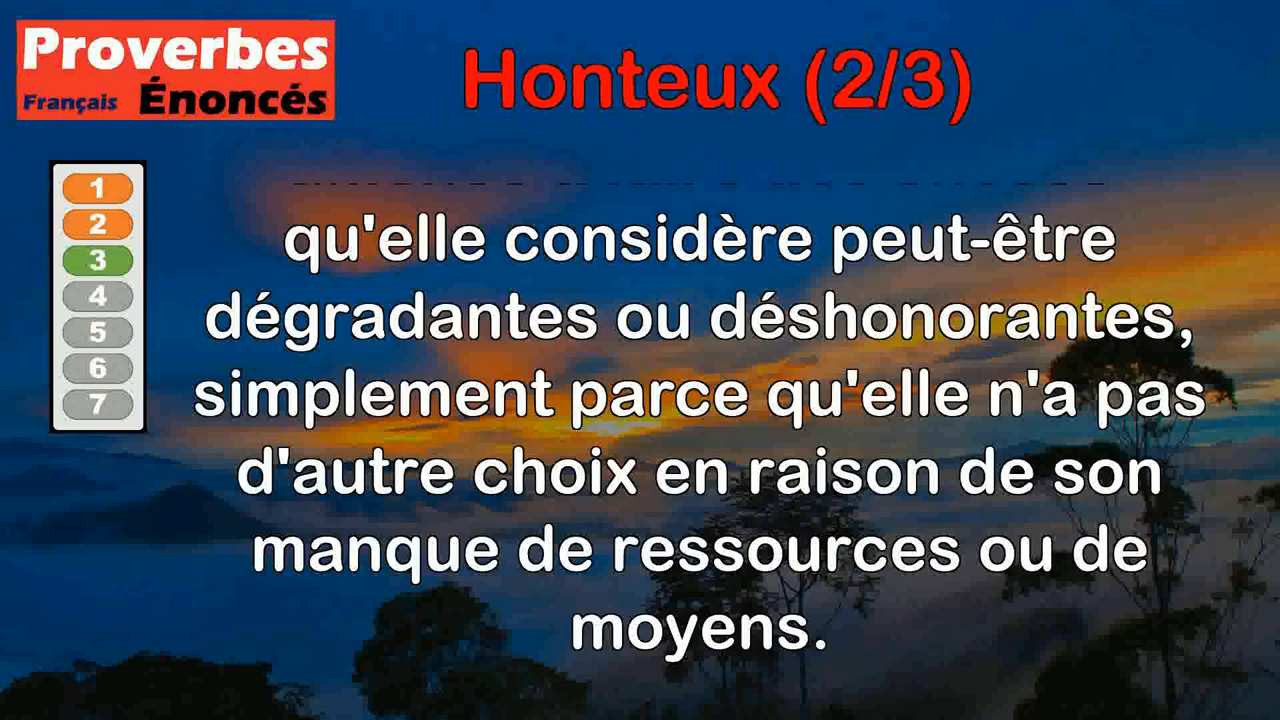 Proverbes
Français Énoncés
Honteux (2/3)
1
2
3
4
5
6
7
qu'elle considère peut-être
dégradantes ou déshonorantes,
simplement parce qu'elle n'a pas
d'autre choix en raison de son
manque de ressources ou de
moyens.